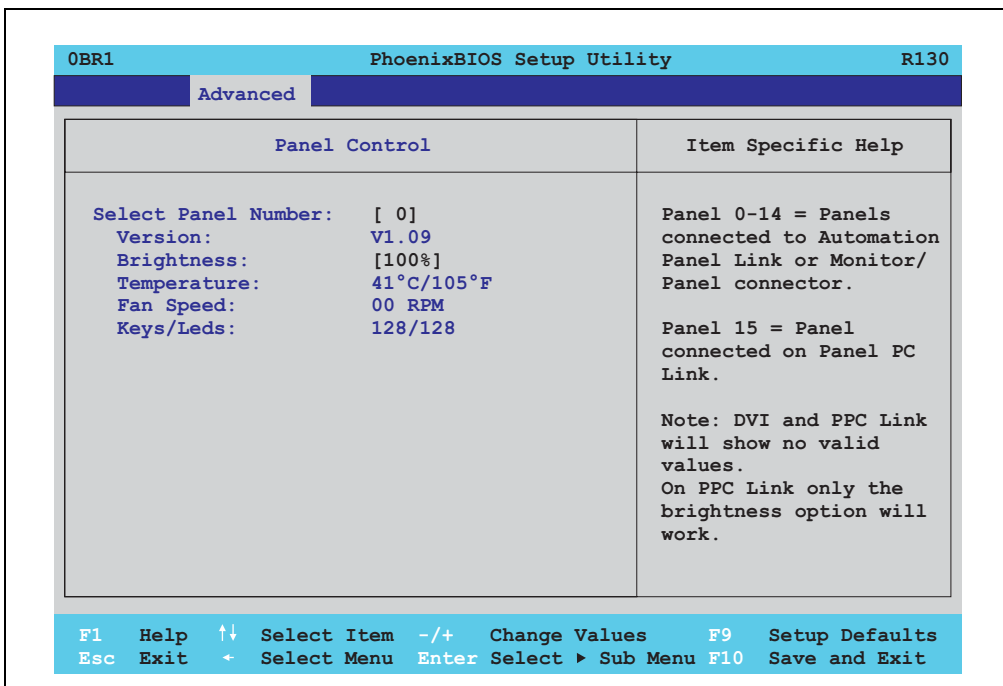 0BR1 PhoenixBIOS Setup Utility R130
Advanced
Panel Control
Select Panel Number: [ 0]
Version: V1.09
Brightness: [100%]
Temperature: 41°C/105°F
Fan Speed: 00 RPM
Keys/Leds: 128/128
Item Specific Help
Panel 0-14 = Panels
connected to Automation
Panel Link or Monitor/
Panel connector.
Panel 15 = Panel
connected on Panel PC
Link.
Note: DVI and PPC Link
will show no valid
values.
On PPC Link only the
brightness option will
work.
F1 Help ↑↓ Select Item -/+ Change Values F9 Setup Defaults
Esc Exit ← Select Menu Enter Select ▶ Sub Menu F10 Save and Exit